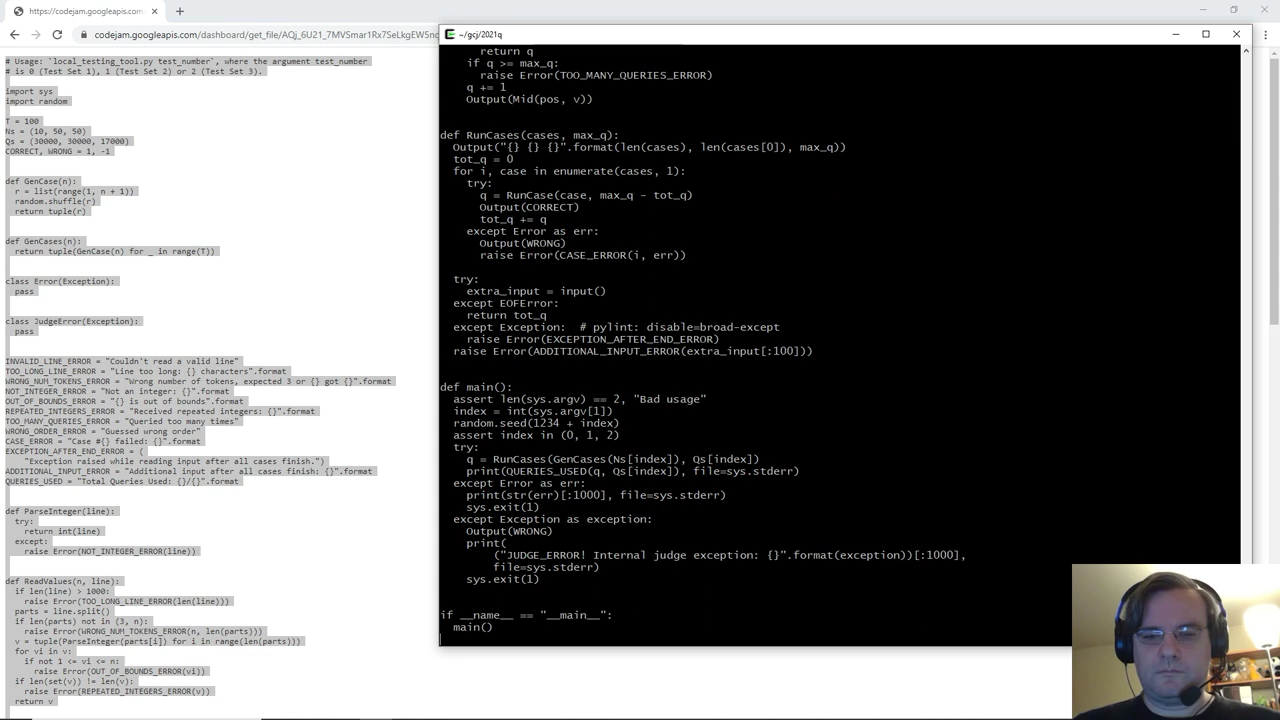 https://codejam.googleapis.com/
codejam.googleapis.com/dashboard/get_file/AQj_6U21_7MVSmar1Rx7SeLkgEW5n
# Usage: `local_testing_tool.py test_number`, where the argument test_number
# is 0 (Test Set 1), 1 (Test Set 2) or 2 (Test Set 3).
import sys
import random
T = 100
Ns = (10, 50, 50)
Qs = (30000, 30000, 17000)
CORRECT, WRONG = 1, -1
def GenCase(n):
r = list(range(1, n + 1))
random.shuffle(r)
return tuple(r)
def GenCases(n):
return tuple(GenCase(n) for _ in range(T))
class Error(Exception):
pass
class JudgeError(Exception):
pass
INVALID_LINE_ERROR = "Couldn't read a valid line"
TOO_LONG_LINE_ERROR = "Line too long: {} characters".format
WRONG_NUM_TOKENS_ERROR = "Wrong number of tokens, expected 3 or {} got {}".format
NOT_INTEGER_ERROR = "Not an integer: {}".format
OUT_OF_BOUNDS_ERROR = "{} is out of bounds".format
REPEATED_INTEGERS_ERROR = "Received repeated integers: {}".format
TOO_MANY_QUERIES_ERROR = "Queried too many times"
WRONG_ORDER_ERROR = "Guessed wrong order"
CASE_ERROR = "Case #{} failed: {}".format
EXCEPTION_AFTER_END_ERROR = (
"Exception raised while reading input after all cases finish.")
ADDITIONAL_INPUT_ERROR = "Additional input after all cases finish: {}".format
QUERIES_USED = "Total Queries Used: {}/{}".format
def ParseInteger(line):
try:
return int(line)
except:
raise Error(NOT_INTEGER_ERROR(line))
def ReadValues(n, line):
if len(line) > 1000:
raise Error(TOO_LONG_LINE_ERROR(len(line)))
parts = line.split()
if len(parts) not in (3, n):
raise Error(WRONG_NUM_TOKENS_ERROR(n, len(parts)))
v = tuple(ParseInteger(parts[i]) for i in range(len(parts)))
for vi in v:
if not 1 <= vi <= n:
raise Error(OUT_OF_BOUNDS_ERROR(vi))
if len(set(v)) != len(v):
raise Error(REPEATED_INTEGERS_ERROR(v))
return v
~/gcj/2021q
return q
if q >= max_q:
raise Error(TOO_MANY_QUERIES_ERROR)
q += 1
Output(Mid(pos, v))
def RunCases(cases, max_q):
Output("{} {} {}".format(len(cases), len(cases[0]), max_q))
tot_q = 0
for i, case in enumerate(cases, 1):
try:
q = RunCase(case, max_q - tot_q)
Output(CORRECT)
tot_q += q
except Error as err:
Output(WRONG)
raise Error(CASE_ERROR(i, err))
try:
extra_input = input()
except EOFError:
return tot_q
except Exception:  # pylint: disable=broad-except
raise Error(EXCEPTION_AFTER_END_ERROR)
raise Error(ADDITIONAL_INPUT_ERROR(extra_input[:100]))
def main():
assert len(sys.argv) == 2, "Bad usage"
index = int(sys.argv[1])
random.seed(1234 + index)
assert index in (0, 1, 2)
try:
q = RunCases(GenCases(Ns[index]), Qs[index])
print(QUERIES_USED(q, Qs[index]), file=sys.stderr)
except Error as err:
print(str(err)[:1000], file=sys.stderr)
sys.exit(1)
except Exception as exception:
Output(WRONG)
print(
("JUDGE_ERROR! Internal judge exception: {}".format(exception))[:1000],
file=sys.stderr)
sys.exit(1)
if __name__ == "__main__":
main()